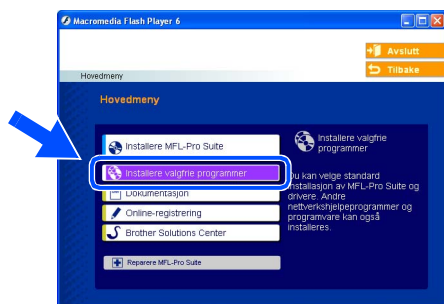 Macromedia Flash Player 6
Avslutt
Tilbake
Hovedmeny
Hovedmeny
Installere MFL-Pro Suite
Installere valgfrie programmer
Dokumentasjon
Online-registrering
Brother Solutions Center
Reparere MFL-Pro Suite
Installere valgfrie
programmer
Du kan velge standard
installasjon av MFL-Pro Suite og
drivere. Andre
nettverkshjelpeprogrammer og
programvare kan også
installeres.